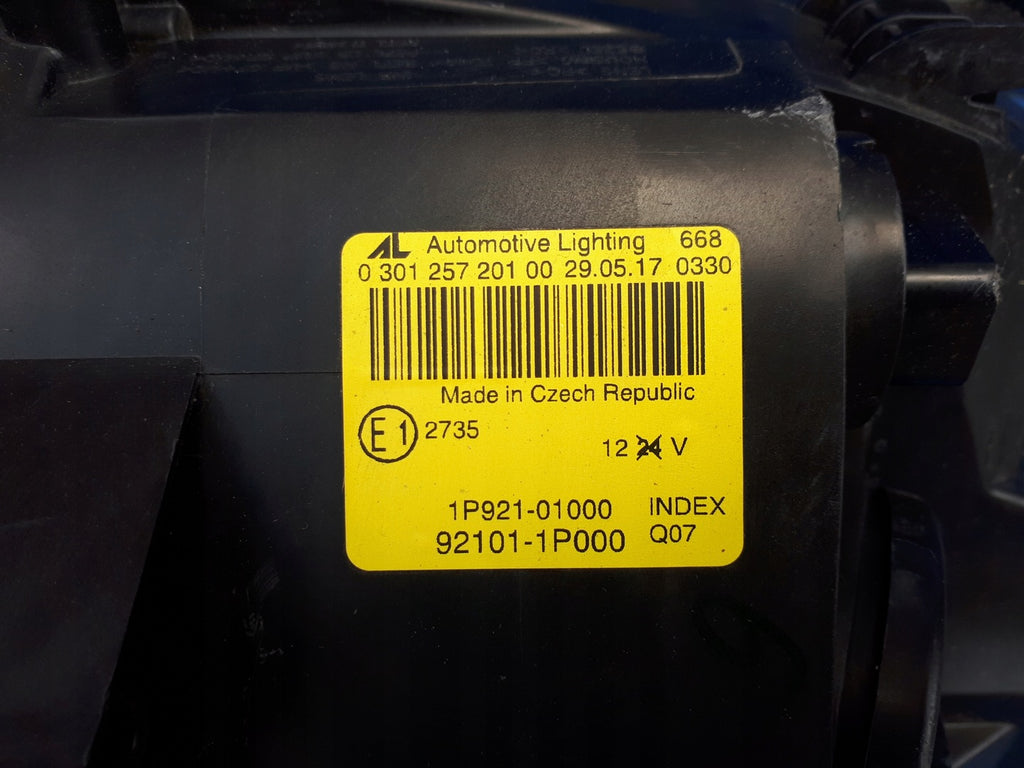 AL Automotive Lighting 668
0 301 257 201 00 29.05.17 0330
Made in Czech Republic
E1 2735
12 24 V
1P921-01000 INDEX
92101-1P000 Q07